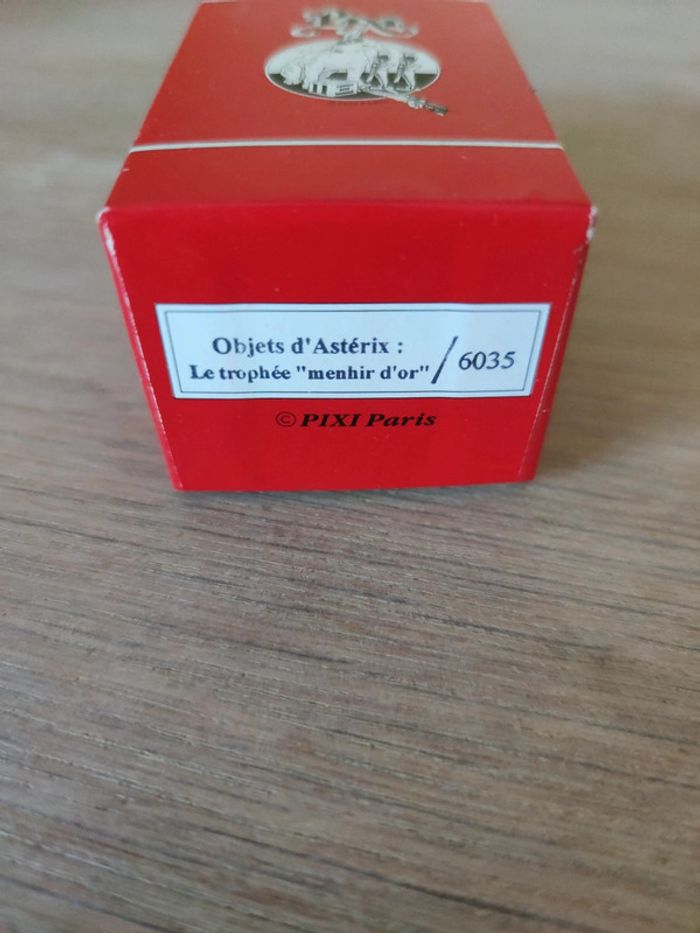 Objets d'Astérix :
Le trophée "menhir d'or" / 6035
© PIXI Paris